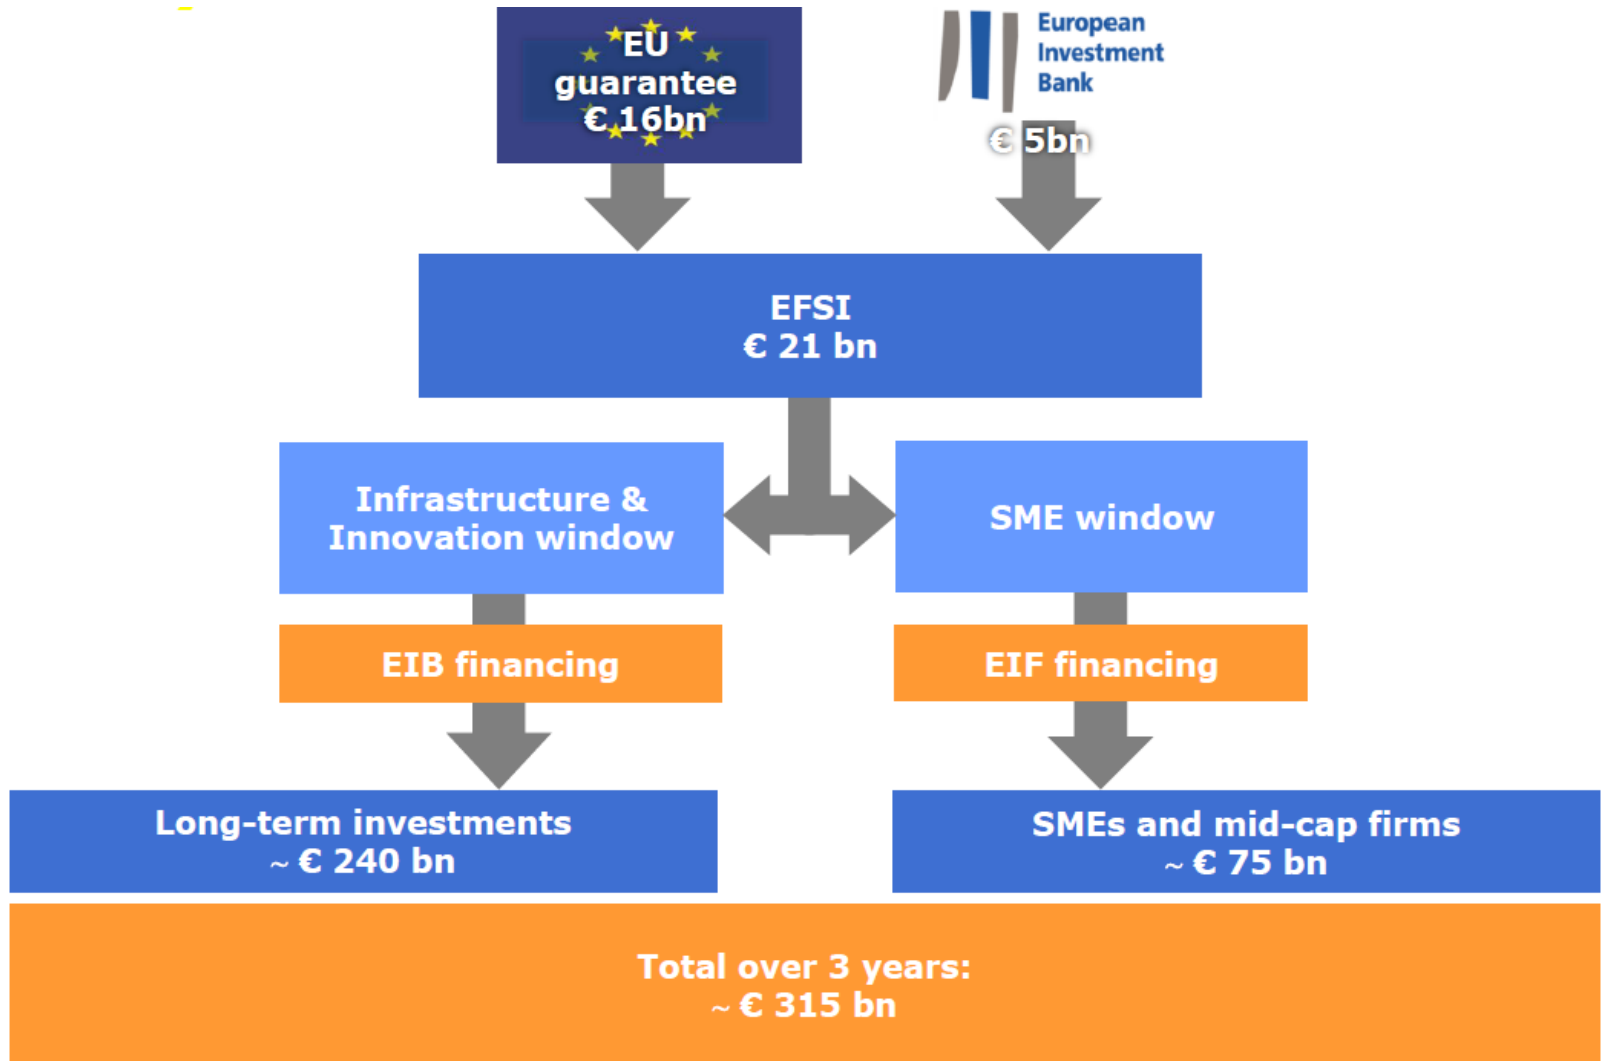 EU
guarantee
€ 16bn
European
Investment
Bank
€ 5bn
EFSI
€ 21 bn
Infrastructure &
Innovation window
SME window
EIB financing
EIF financing
Long-term investments
~ € 240 bn
SMEs and mid-cap firms
~ € 75 bn
Total over 3 years:
~ € 315 bn